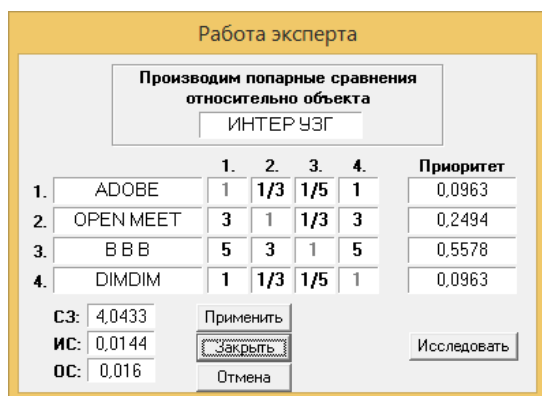 Работа эксперта
Производим попарные сравнения
относительно объекта
ИНТЕР УЗГ
1. 2. 3. 4. Приоритет
1. ADOBE 1 1/3 1/5 1 0,0963
2. OPEN MEET 3 1 1/3 3 0,2494
3. B B B 5 3 1 5 0,5578
4. DIMDIM 1 1/3 1/5 1 0,0963
СЗ: 4,0433 Применить
ИС: 0,0144 Закрыть Исследовать
ОС: 0,016 Отмена